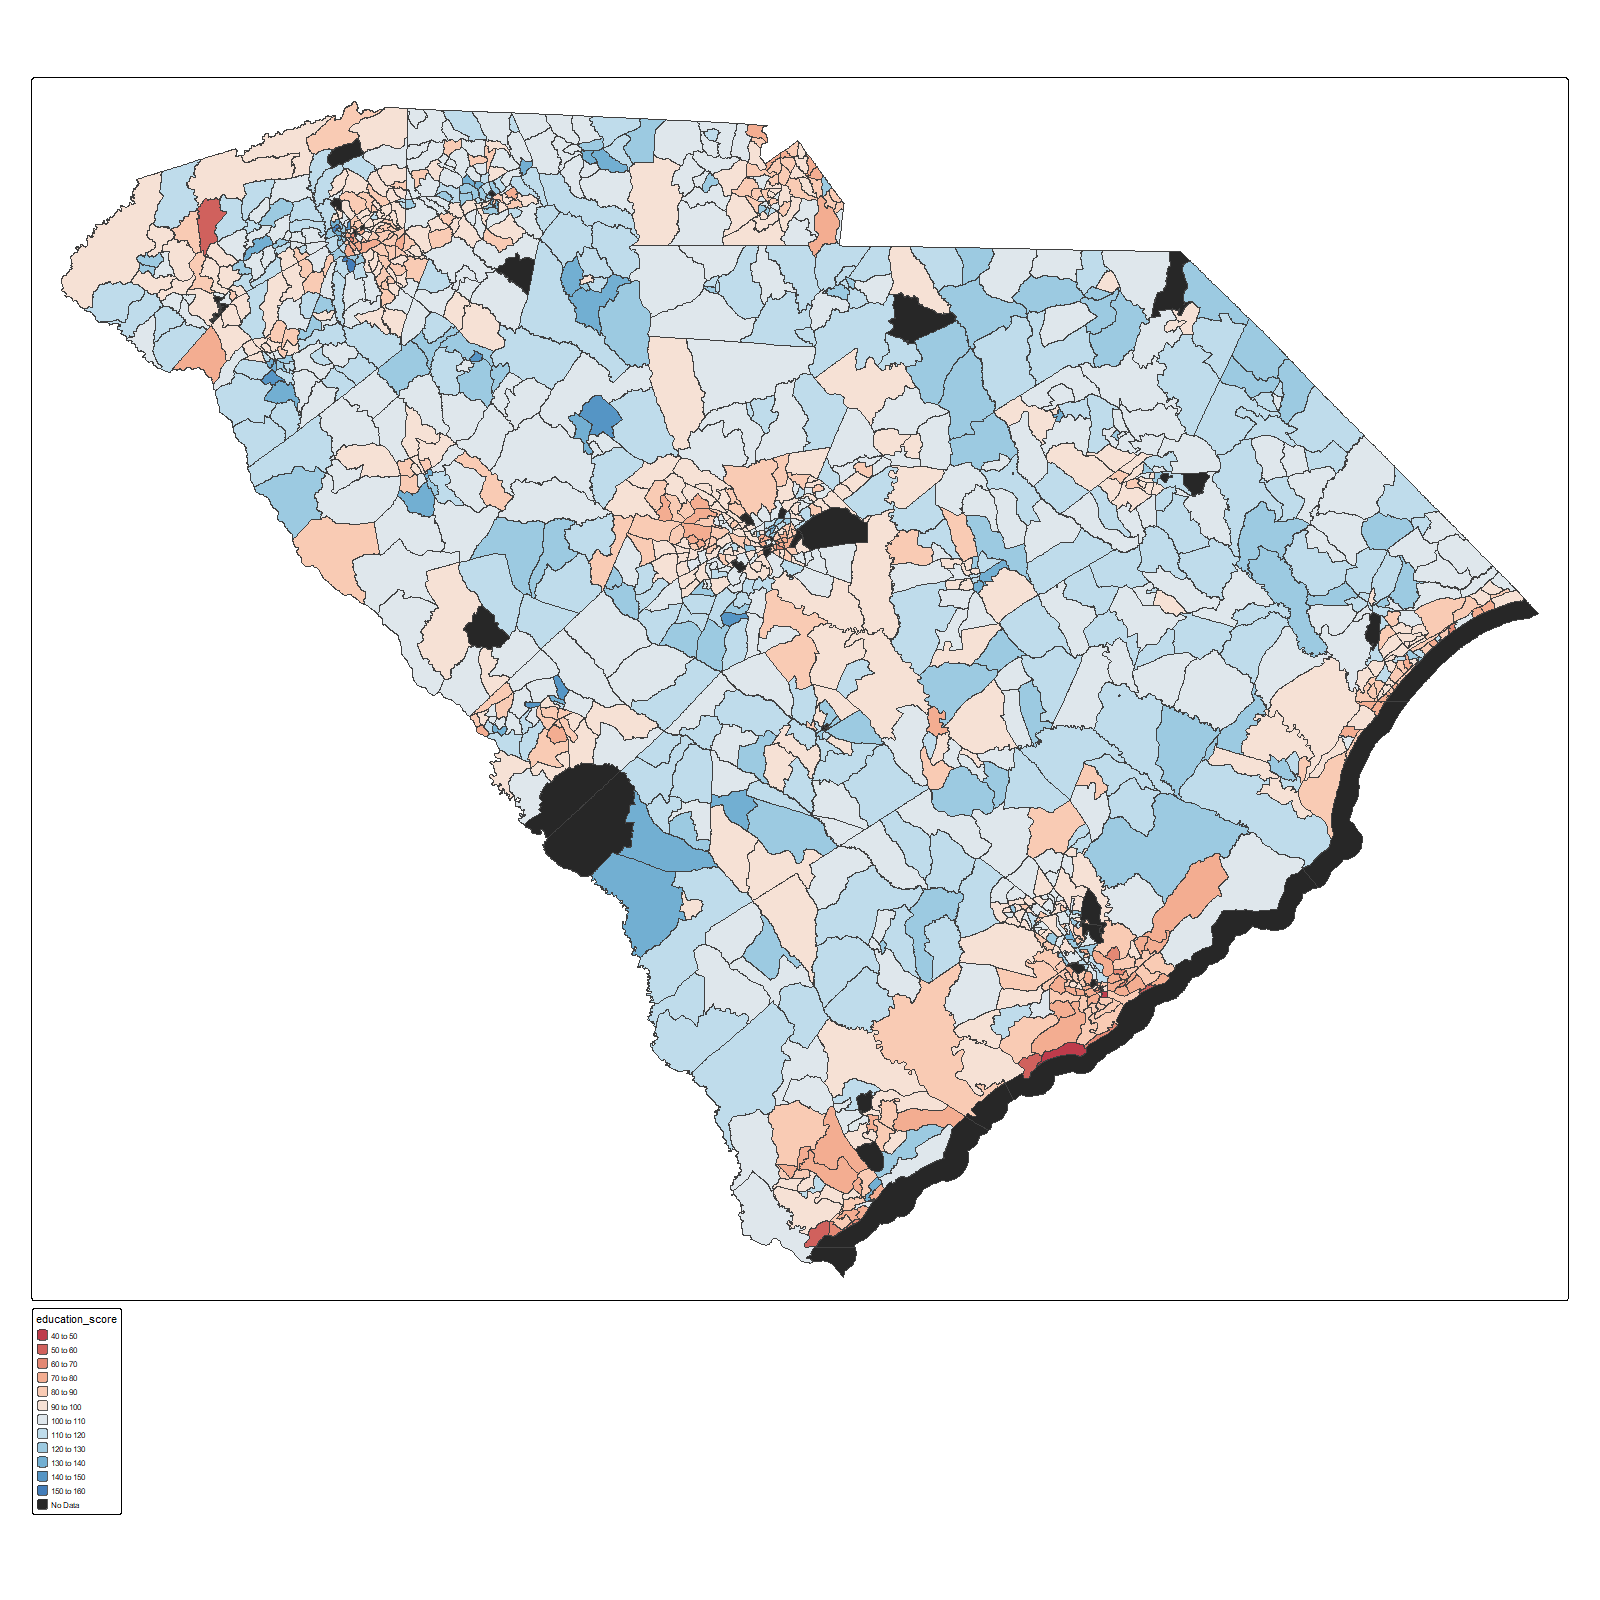 education_score
40 to 50
50 to 60
60 to 70
70 to 80
80 to 90
90 to 100
100 to 110
110 to 120
120 to 130
130 to 140
140 to 150
150 to 160
No Data